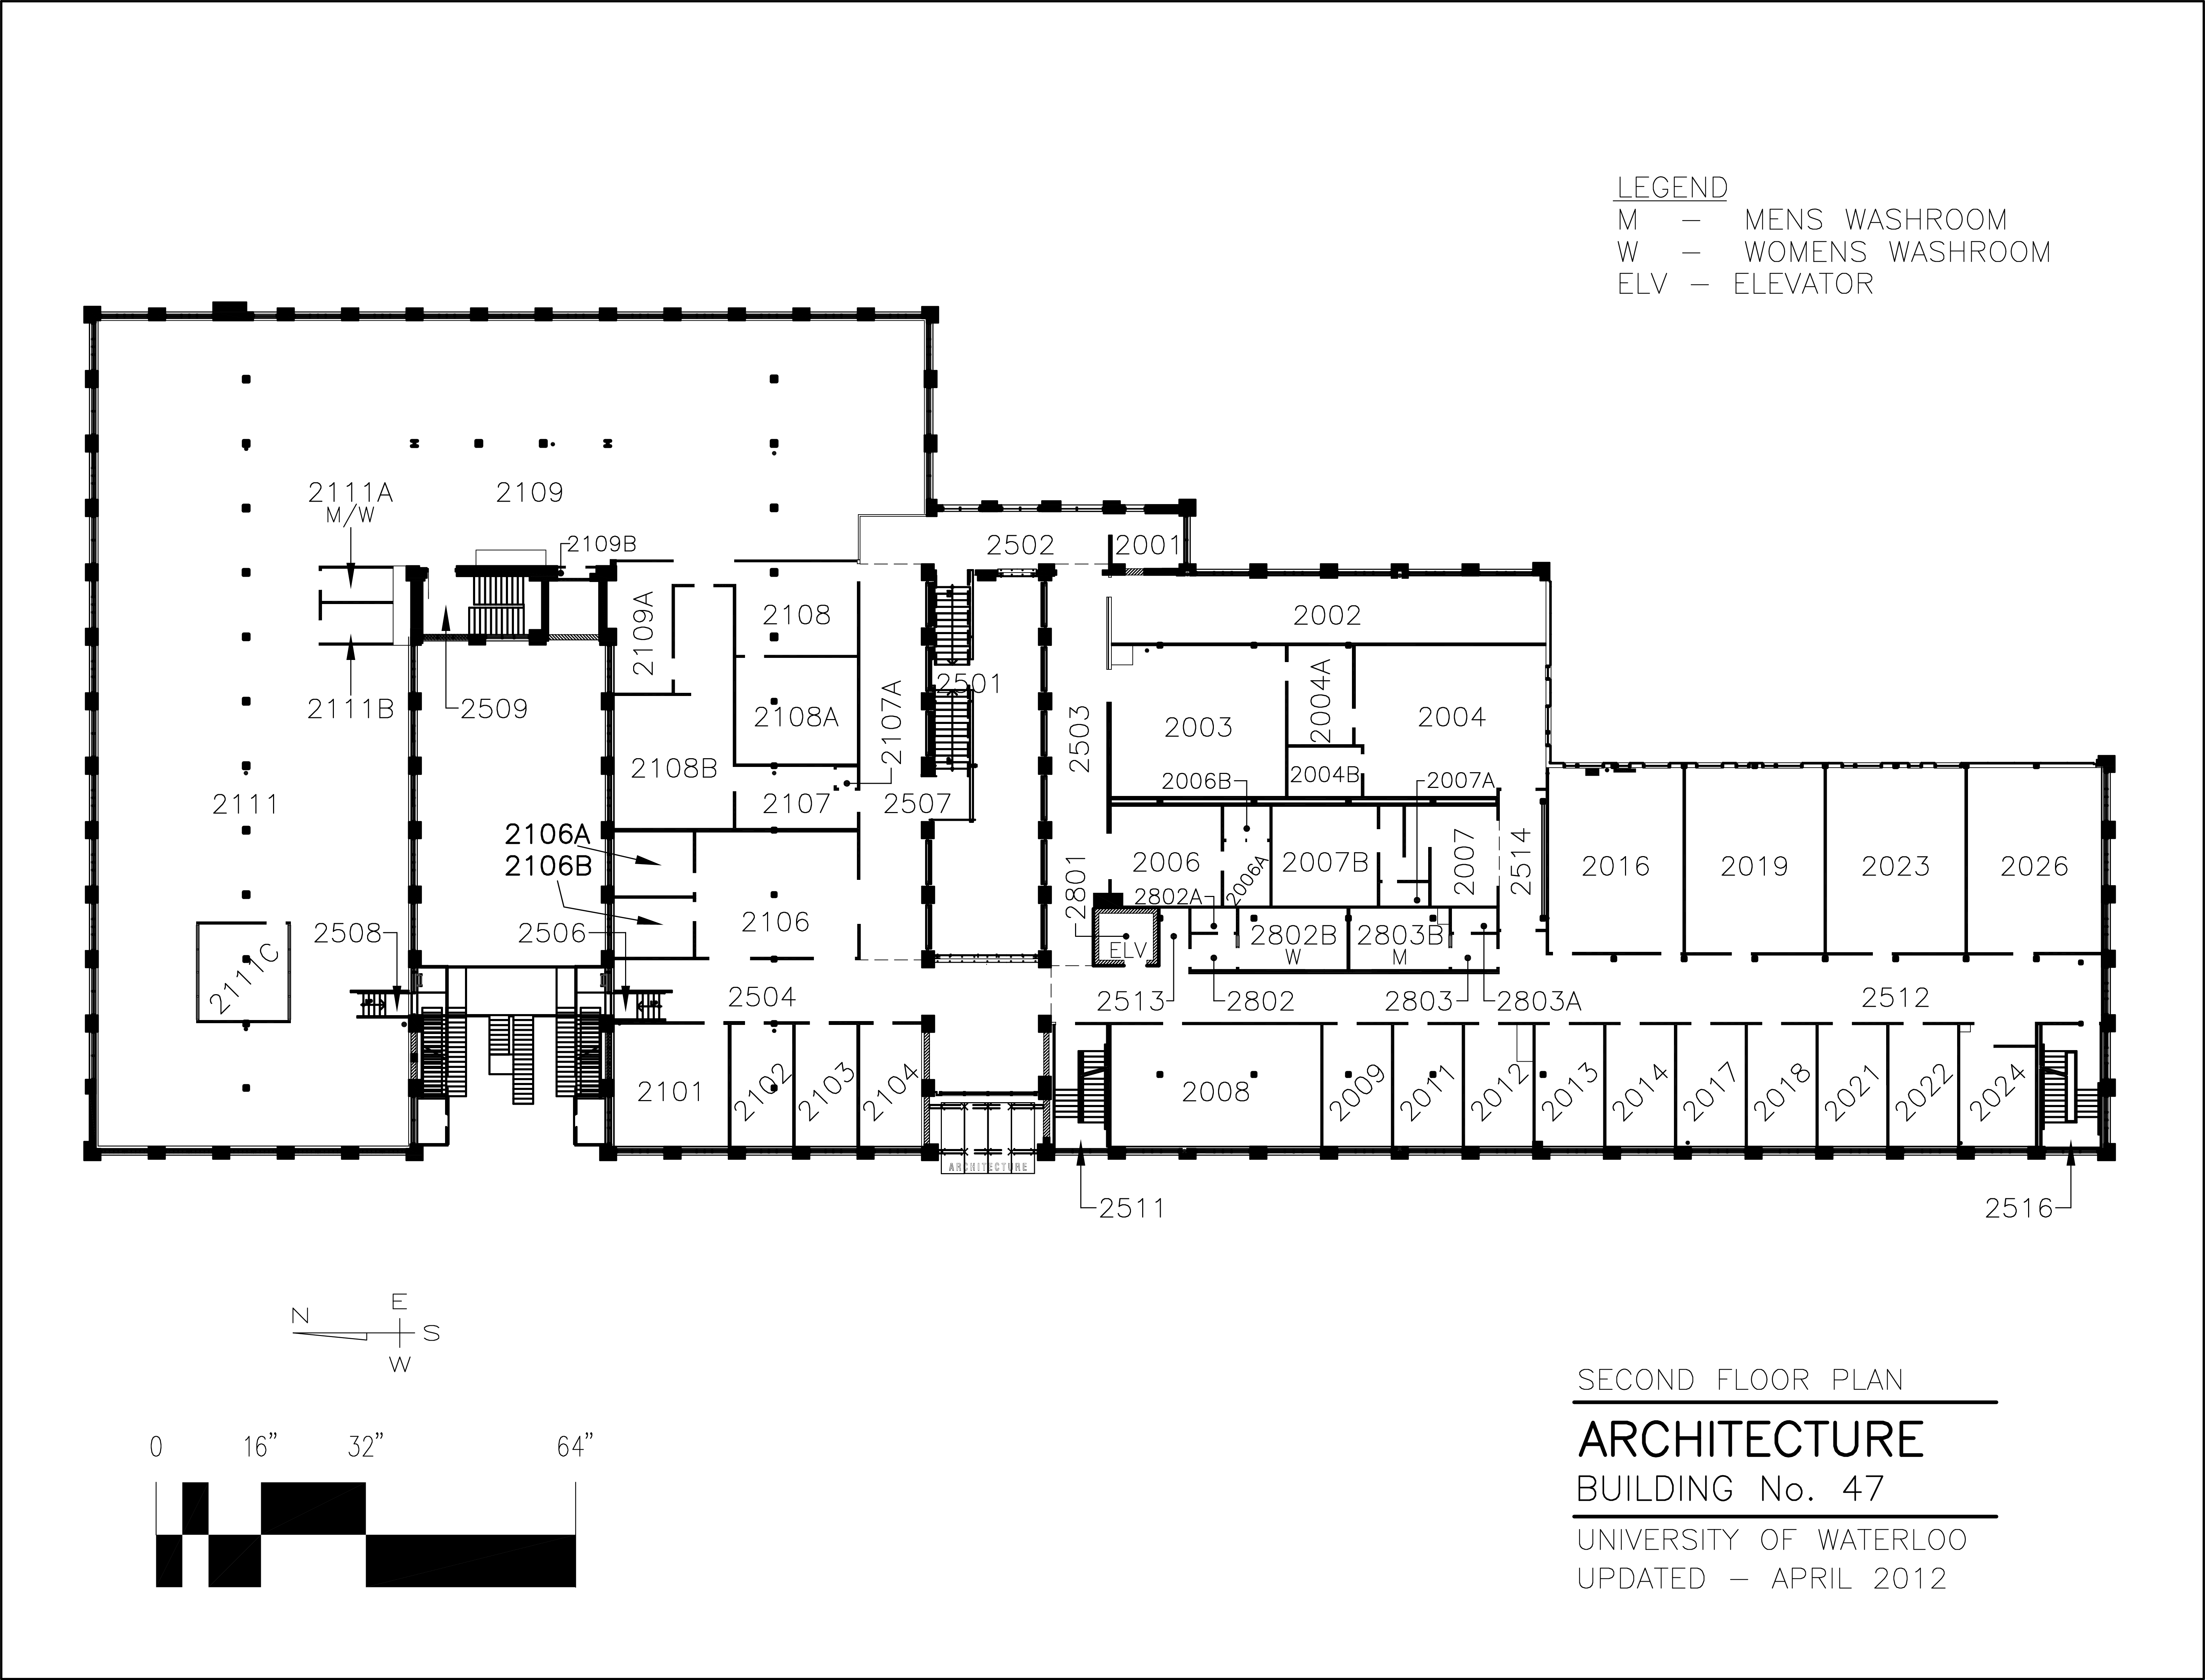 LEGEND
M – MENS WASHROOM
W – WOMENS WASHROOM
ELV – ELEVATOR
2111A
M/W
2109
2109B
2502
2001
2109A
2108
2002
2501
2111B
2509
2108A
2107A
2503
2003
2004A
2004
2108B
2006B
2004B
2007A
2111
2107
2507
2106A
2106B
2006
2006A
2007B
2007
2514
2016
2019
2023
2026
2801
2802A
2111C
2508
2506
2106
ELV
2802B
W
2803B
M
2504
2513
2802
2803
2803A
2512
2101
2102
2103
2104
2008
2009
2011
2012
2013
2014
2017
2018
2021
2022
2024
ARCHITECTURE
2511
2516
N
E
S
W
0 16" 32" 64"
SECOND FLOOR PLAN
ARCHITECTURE
BUILDING No. 47
UNIVERSITY OF WATERLOO
UPDATED – APRIL 2012